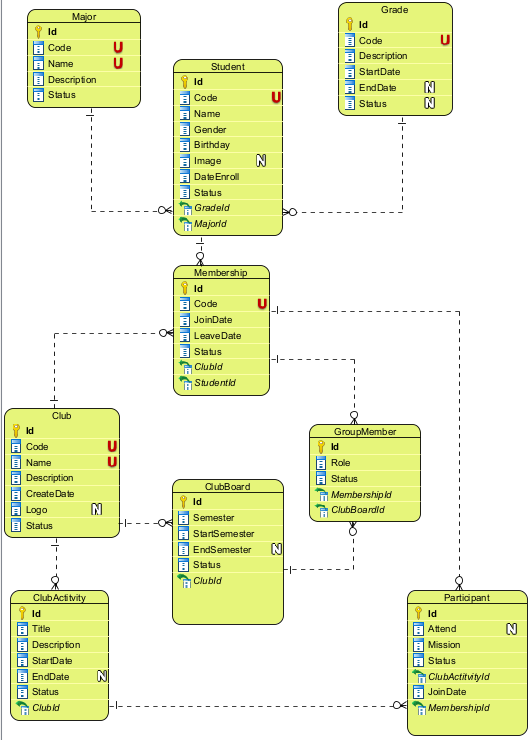 Major
Id
Code U
Name U
Description
Status
Grade
Id
Code U
Description
StartDate
EndDate N
Status N
Student
Id
Code U
Name
Gender
Birthday
Image N
DateEnroll
Status
GradeId
MajorId
Membership
Id
Code U
JoinDate
LeaveDate
Status
ClubId
StudentId
Club
Id
Code U
Name U
Description
CreateDate
Logo N
Status
GroupMember
Id
Role
Status
MembershipId
ClubBoardId
ClubBoard
Id
Semester
StartSemester
EndSemester N
Status
ClubId
ClubActitvity
Id
Title
Description
StartDate
EndDate N
Status
ClubId
Participant
Id
Attend N
Mission
Status
ClubActitivityId
JoinDate
MembershipId